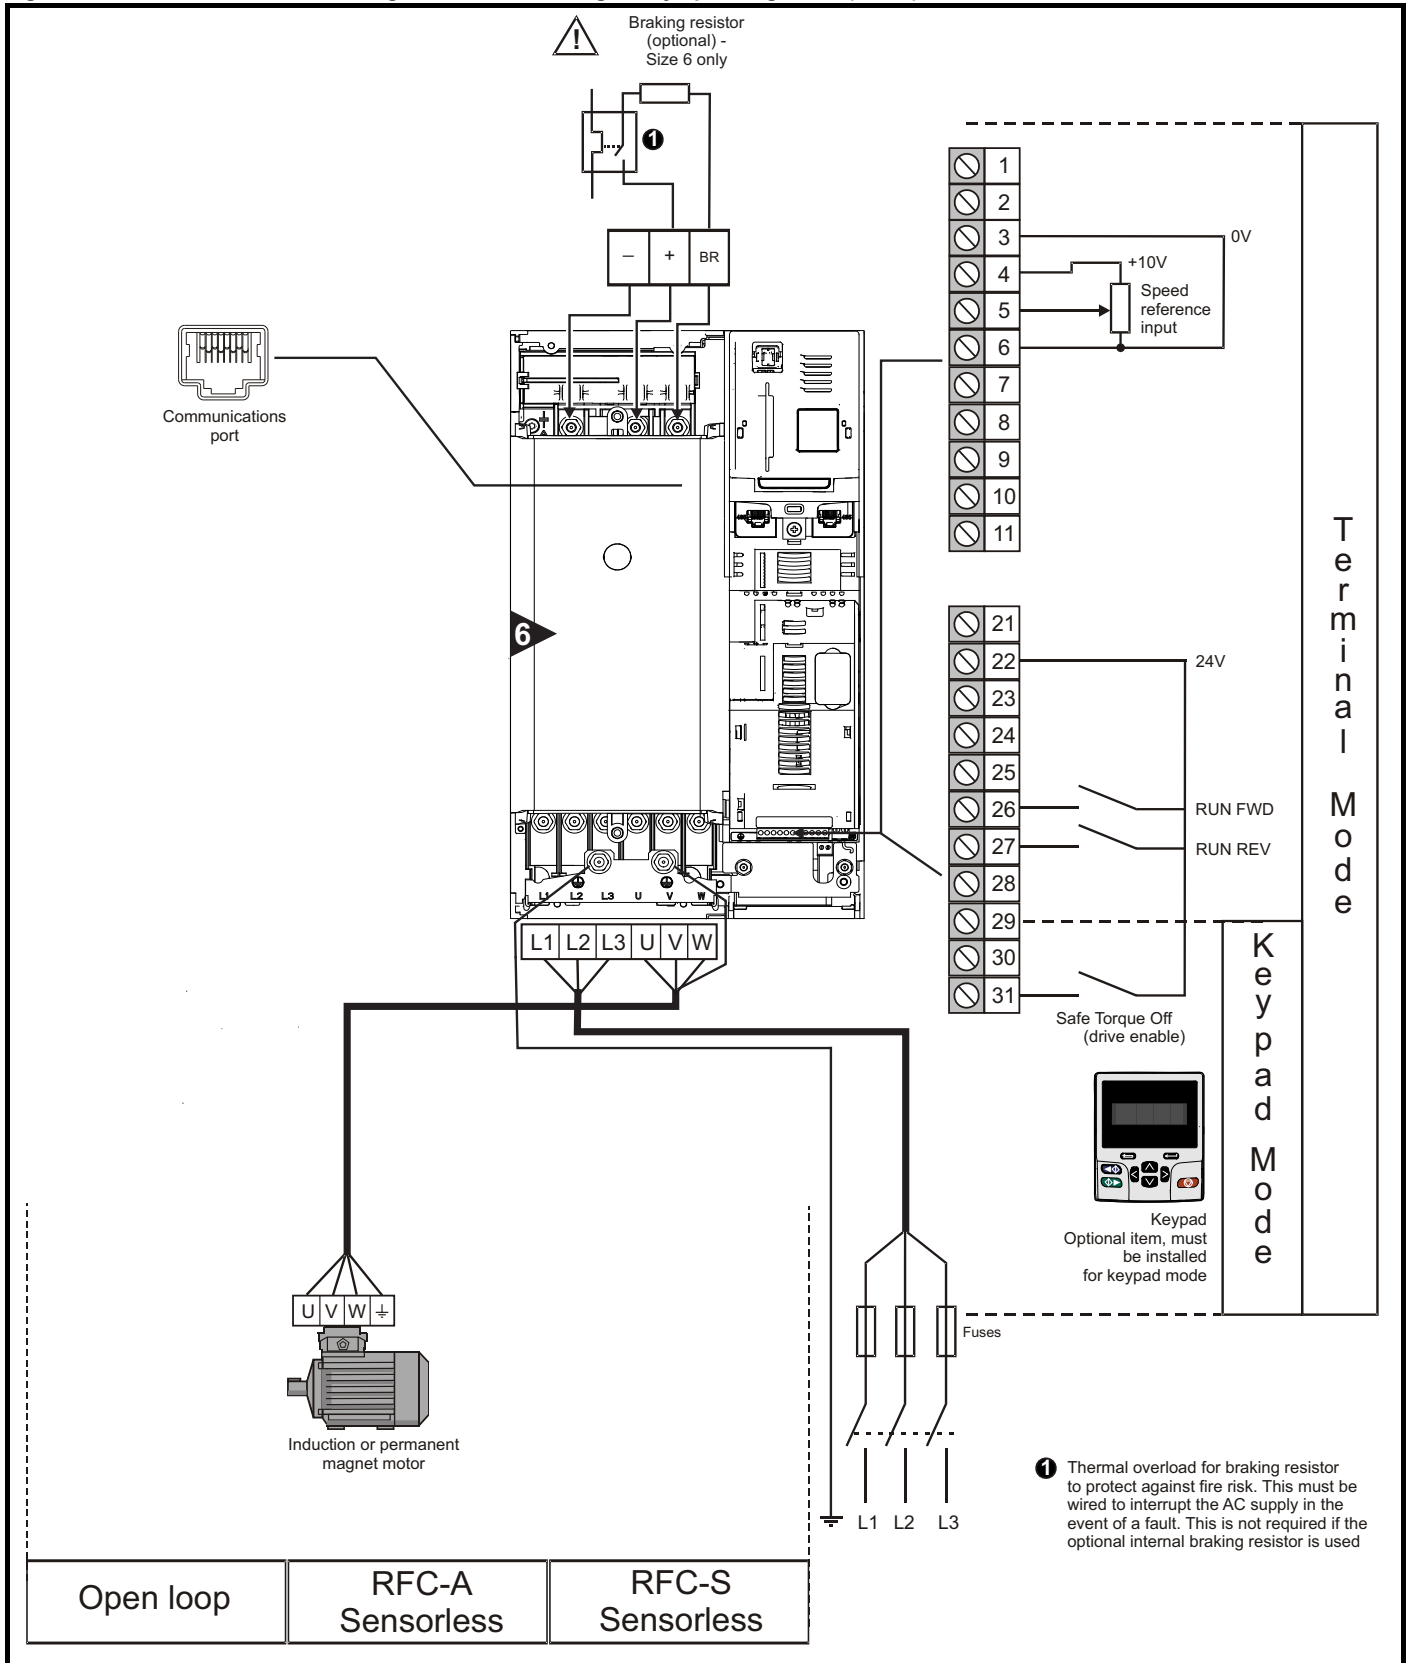 Braking resistor
(optional) -
Size 6 only
1
– + BR
Communications
port
6
L1 L2 L3 U V W
L1 L2 L3 U V W
1
2
3
4
5
6
7
8
9
10
11
0V
+10V
Speed
reference
input
21
22
23
24
25
26
27
28
29
30
31
24V
RUN FWD
RUN REV
Safe Torque Off
(drive enable)
Terminal Mode
Keypad Mode
Keypad
Optional item, must
be installed
for keypad mode
U V W
Induction or permanent
magnet motor
Fuses
L1 L2 L3
1 Thermal overload for braking resistor
to protect against fire risk. This must be
wired to interrupt the AC supply in the
event of a fault. This is not required if the
optional internal braking resistor is used
Open loop
RFC-A
Sensorless
RFC-S
Sensorless